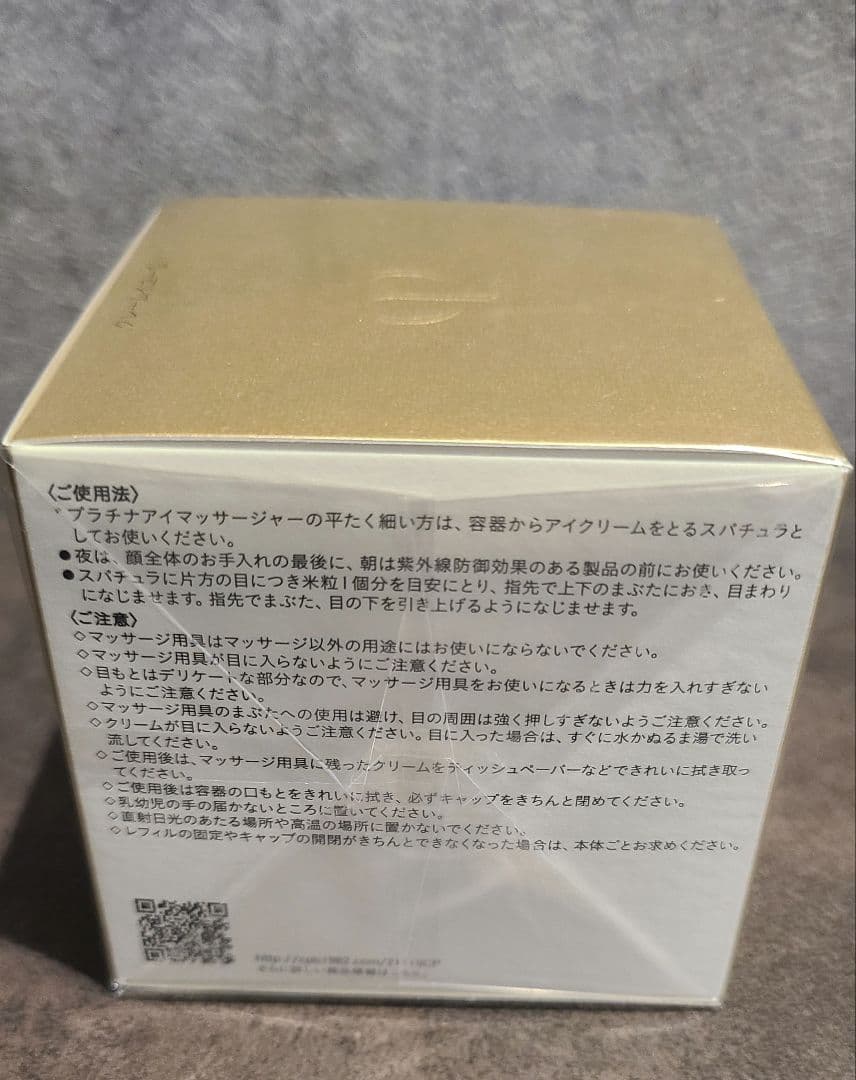 〈ご使用法〉
*プラチナアイマッサージャーの平たく細い方は、容器からアイクリームをとるスパチュラと
してお使いください。
●夜は、顔全体のお手入れの最後に、朝は紫外線防御効果のある製品の前にお使いください。
●スパチュラに片方の目につき米粒1個分を目安にとり、指先で上下のまぶたにおき、目まわり
になじませます。指先でまぶた、目の下を引き上げるようになじませます。
〈ご注意〉
◇マッサージ用具はマッサージ以外の用途にはお使いにならないでください。
◇マッサージ用具が目に入らないようにご注意ください。
◇目もとはデリケートな部分なので、マッサージ用具をお使いになるときは力を入れすぎない
ようにご注意ください。
◇マッサージ用具のまぶたへの使用は避け、目の周囲は強く押しすぎないようご注意ください。
◇クリームが目に入らないようご注意ください。目に入った場合は、すぐに水かぬるま湯で洗い
流してください。
◇ご使用後は、マッサージ用具に残ったクリームをティッシュペーパーなどできれいに拭き取っ
てください。
◇ご使用後は容器の口もとをきれいに拭き、必ずキャップをきちんと閉めてください。
◇乳幼児の手の届かないところに置いてください。
◇直射日光のあたる場所や高温の場所に置かないでください。
◇レフィルの固定やキャップの開閉がきちんとできなくなった場合は、本体ごとお求めください。